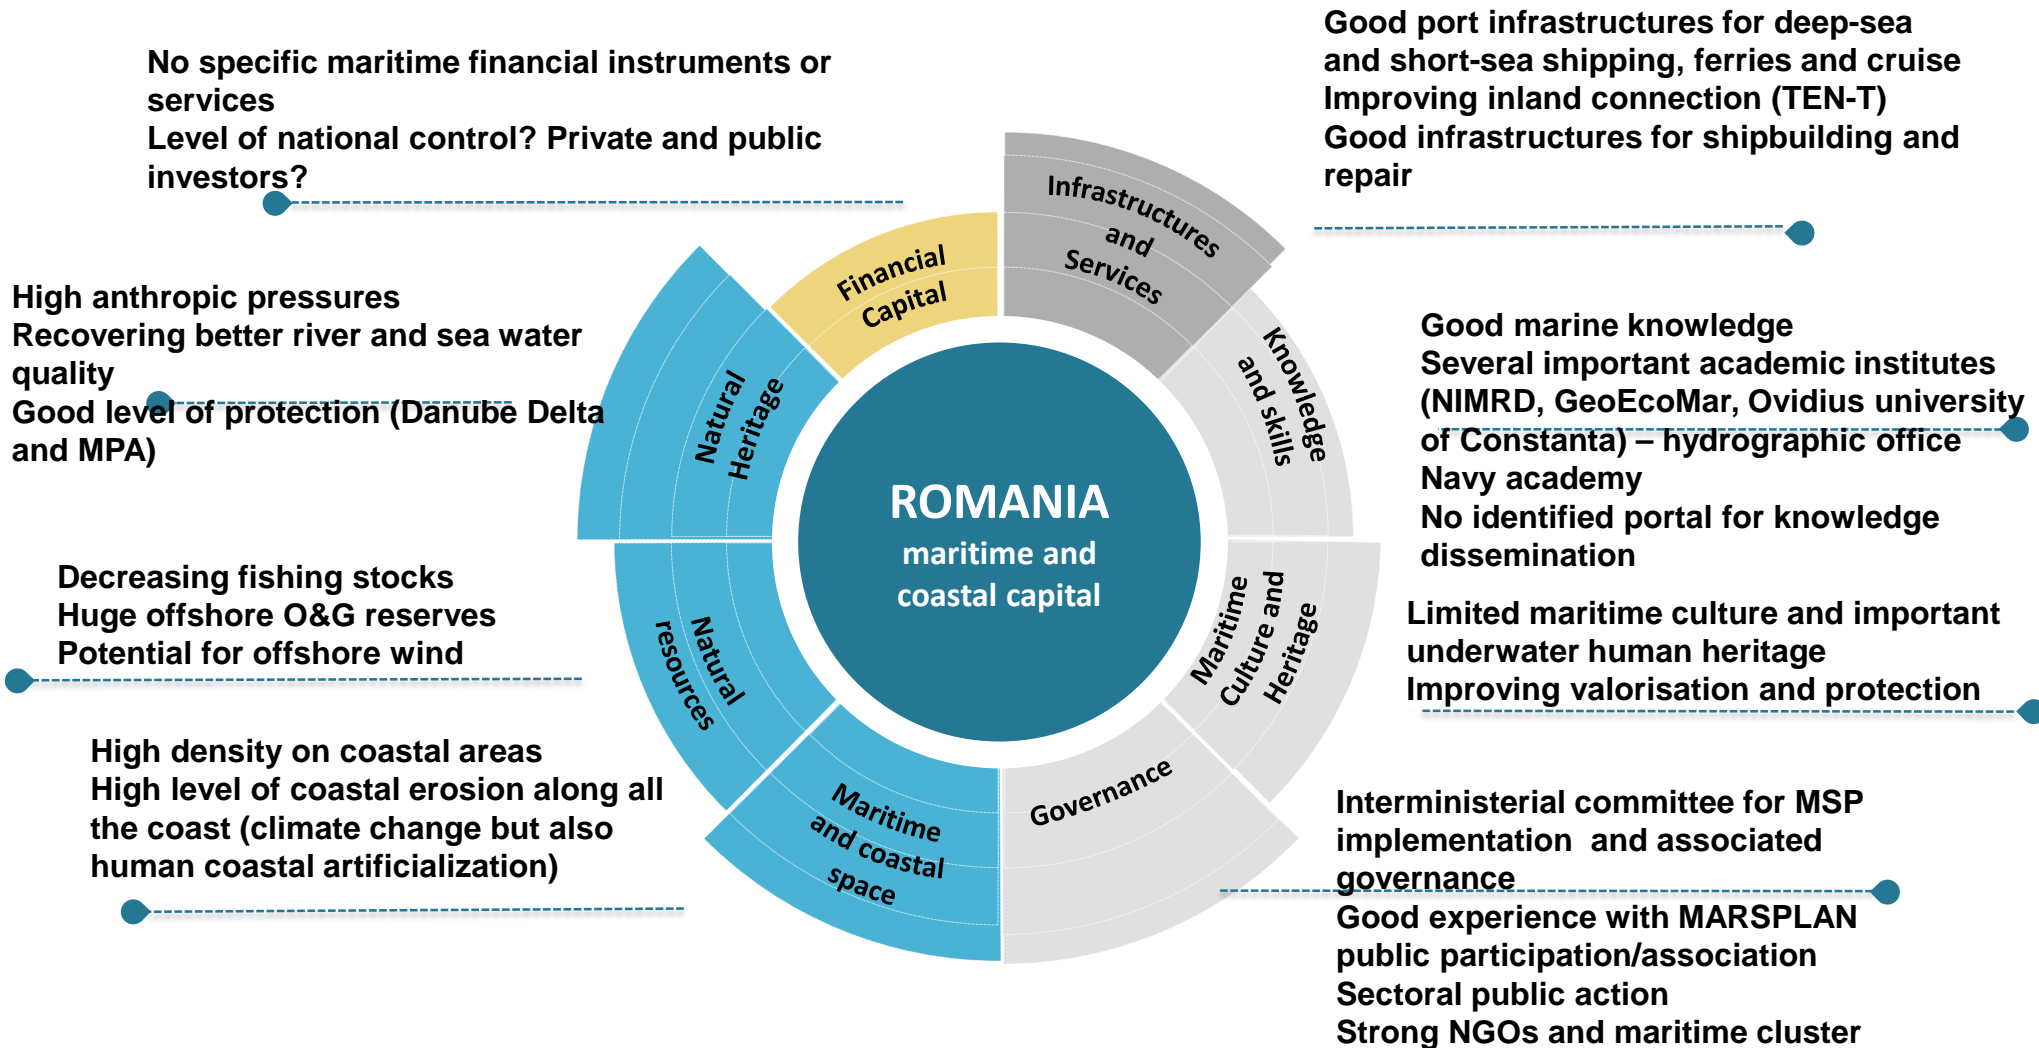 No specific maritime financial instruments or
services
Level of national control? Private and public
investors?
Good port infrastructures for deep-sea
and short-sea shipping, ferries and cruise
Improving inland connection (TEN-T)
Good infrastructures for shipbuilding and
repair
High anthropic pressures
Recovering better river and sea water
quality
Good level of protection (Danube Delta
and MPA)
Good marine knowledge
Several important academic institutes
(NIMRD, GeoEcoMar, Ovidius university
of Constanta) – hydrographic office
Navy academy
No identified portal for knowledge
dissemination
Decreasing fishing stocks
Huge offshore O&G reserves
Potential for offshore wind
Limited maritime culture and important
underwater human heritage
Improving valorisation and protection
High density on coastal areas
High level of coastal erosion along all
the coast (climate change but also
human coastal artificialization)
Interministerial committee for MSP
implementation  and associated
governance
Good experience with MARSPLAN
public participation/association
Sectoral public action
Strong NGOs and maritime cluster
Financial
Capital
Infrastructures
and
Services
Knowledge
and skills
Maritime
Culture and
Heritage
Governance
Maritime
and coastal
space
Natural
resources
Natural
Heritage
ROMANIA
maritime and
coastal capital